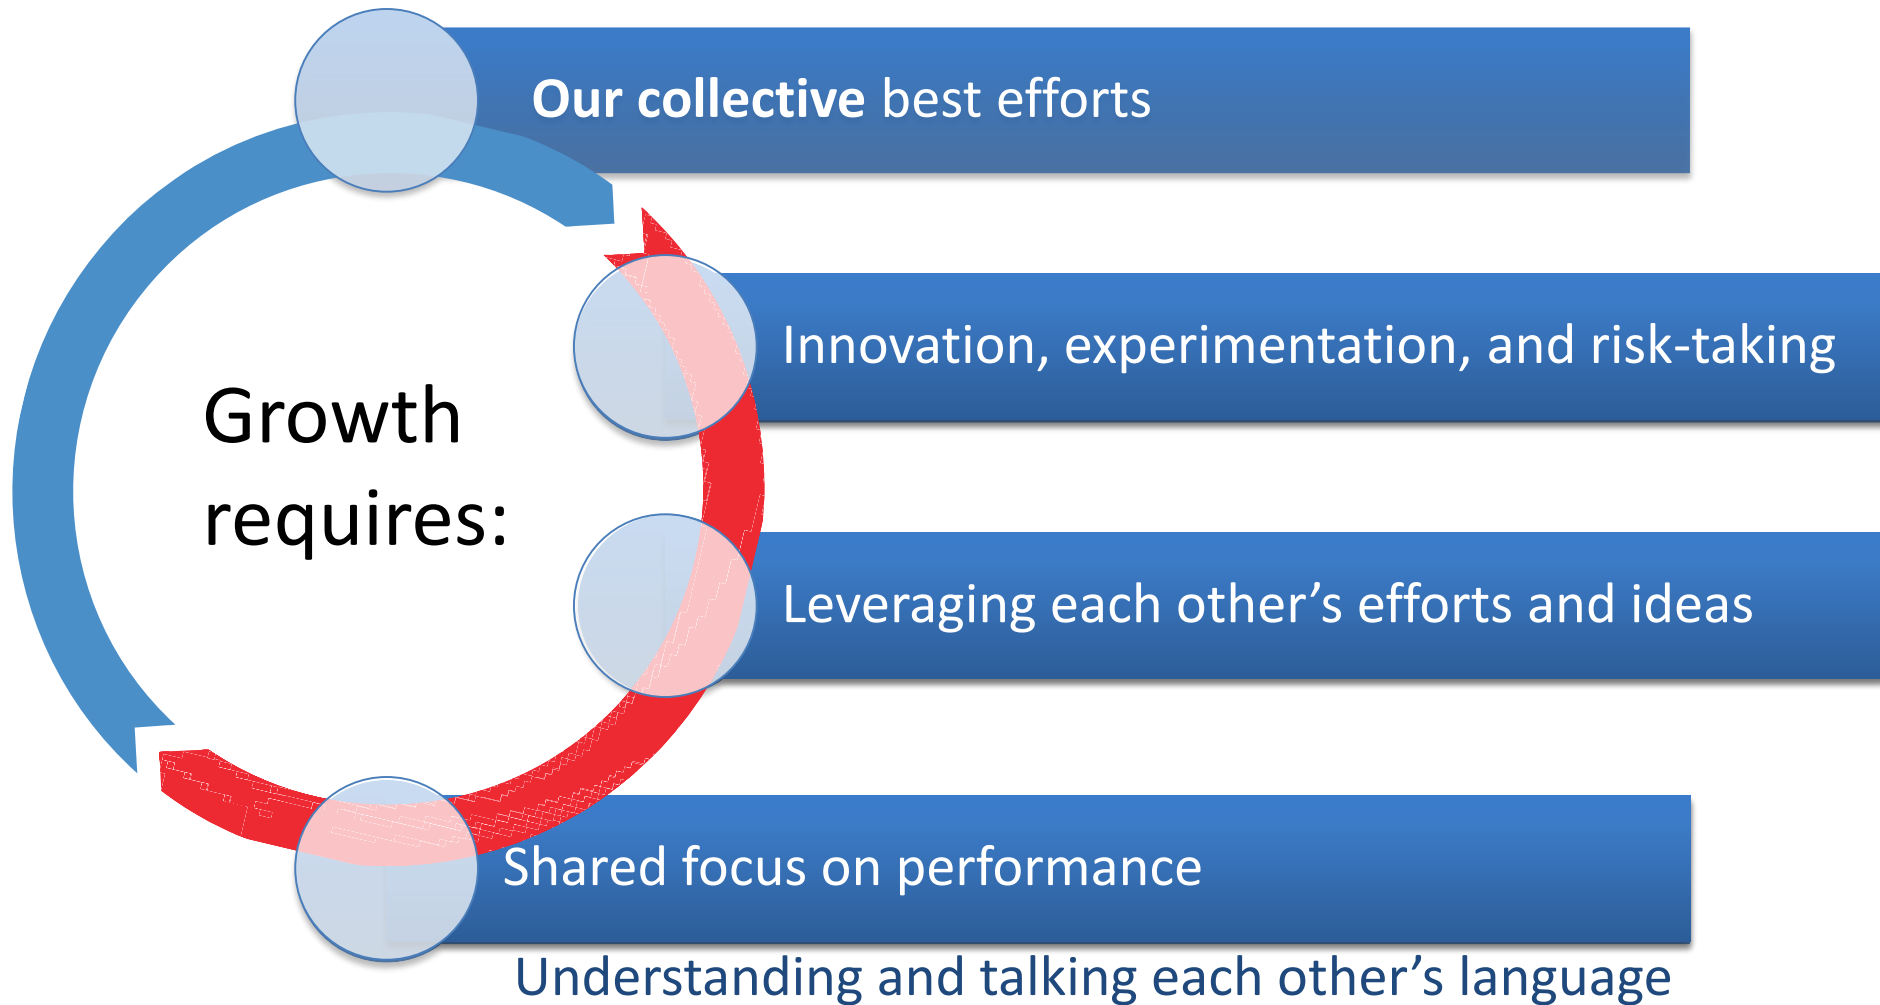 Our collective best efforts
Innovation, experimentation, and risk-taking
Growth
requires:
Leveraging each other’s efforts and ideas
Shared focus on performance
Understanding and talking each other’s language